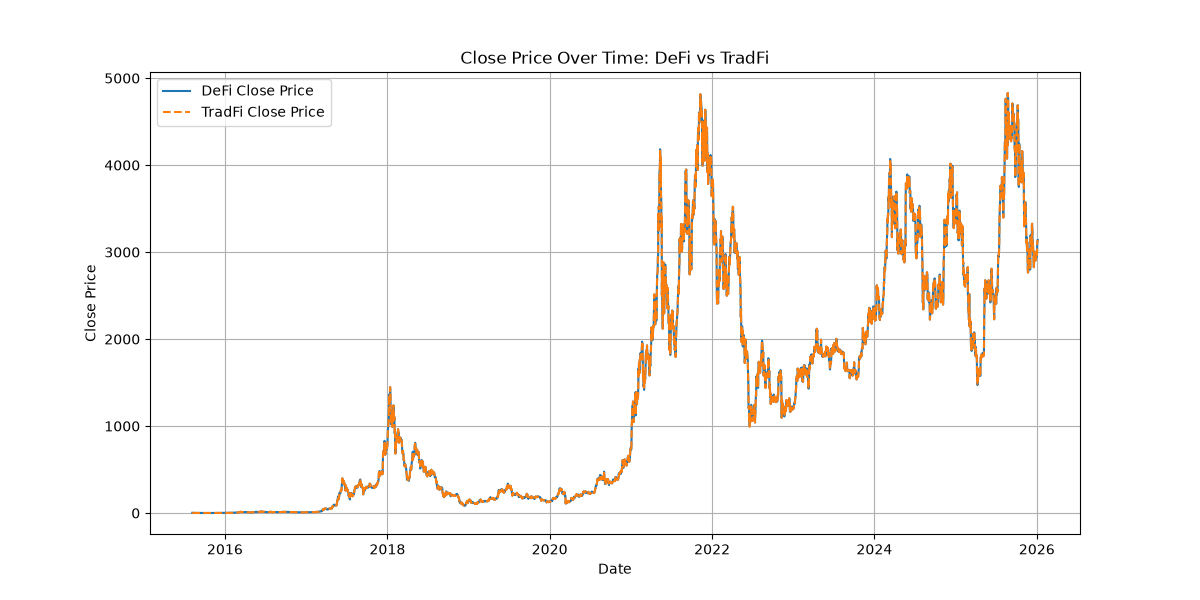 Close Price Over Time: DeFi vs TradFi
DeFi Close Price
TradFi Close Price
5000
4000
3000
2000
1000
0
Close Price
2016 2018 2020 2022 2024 2026
Date